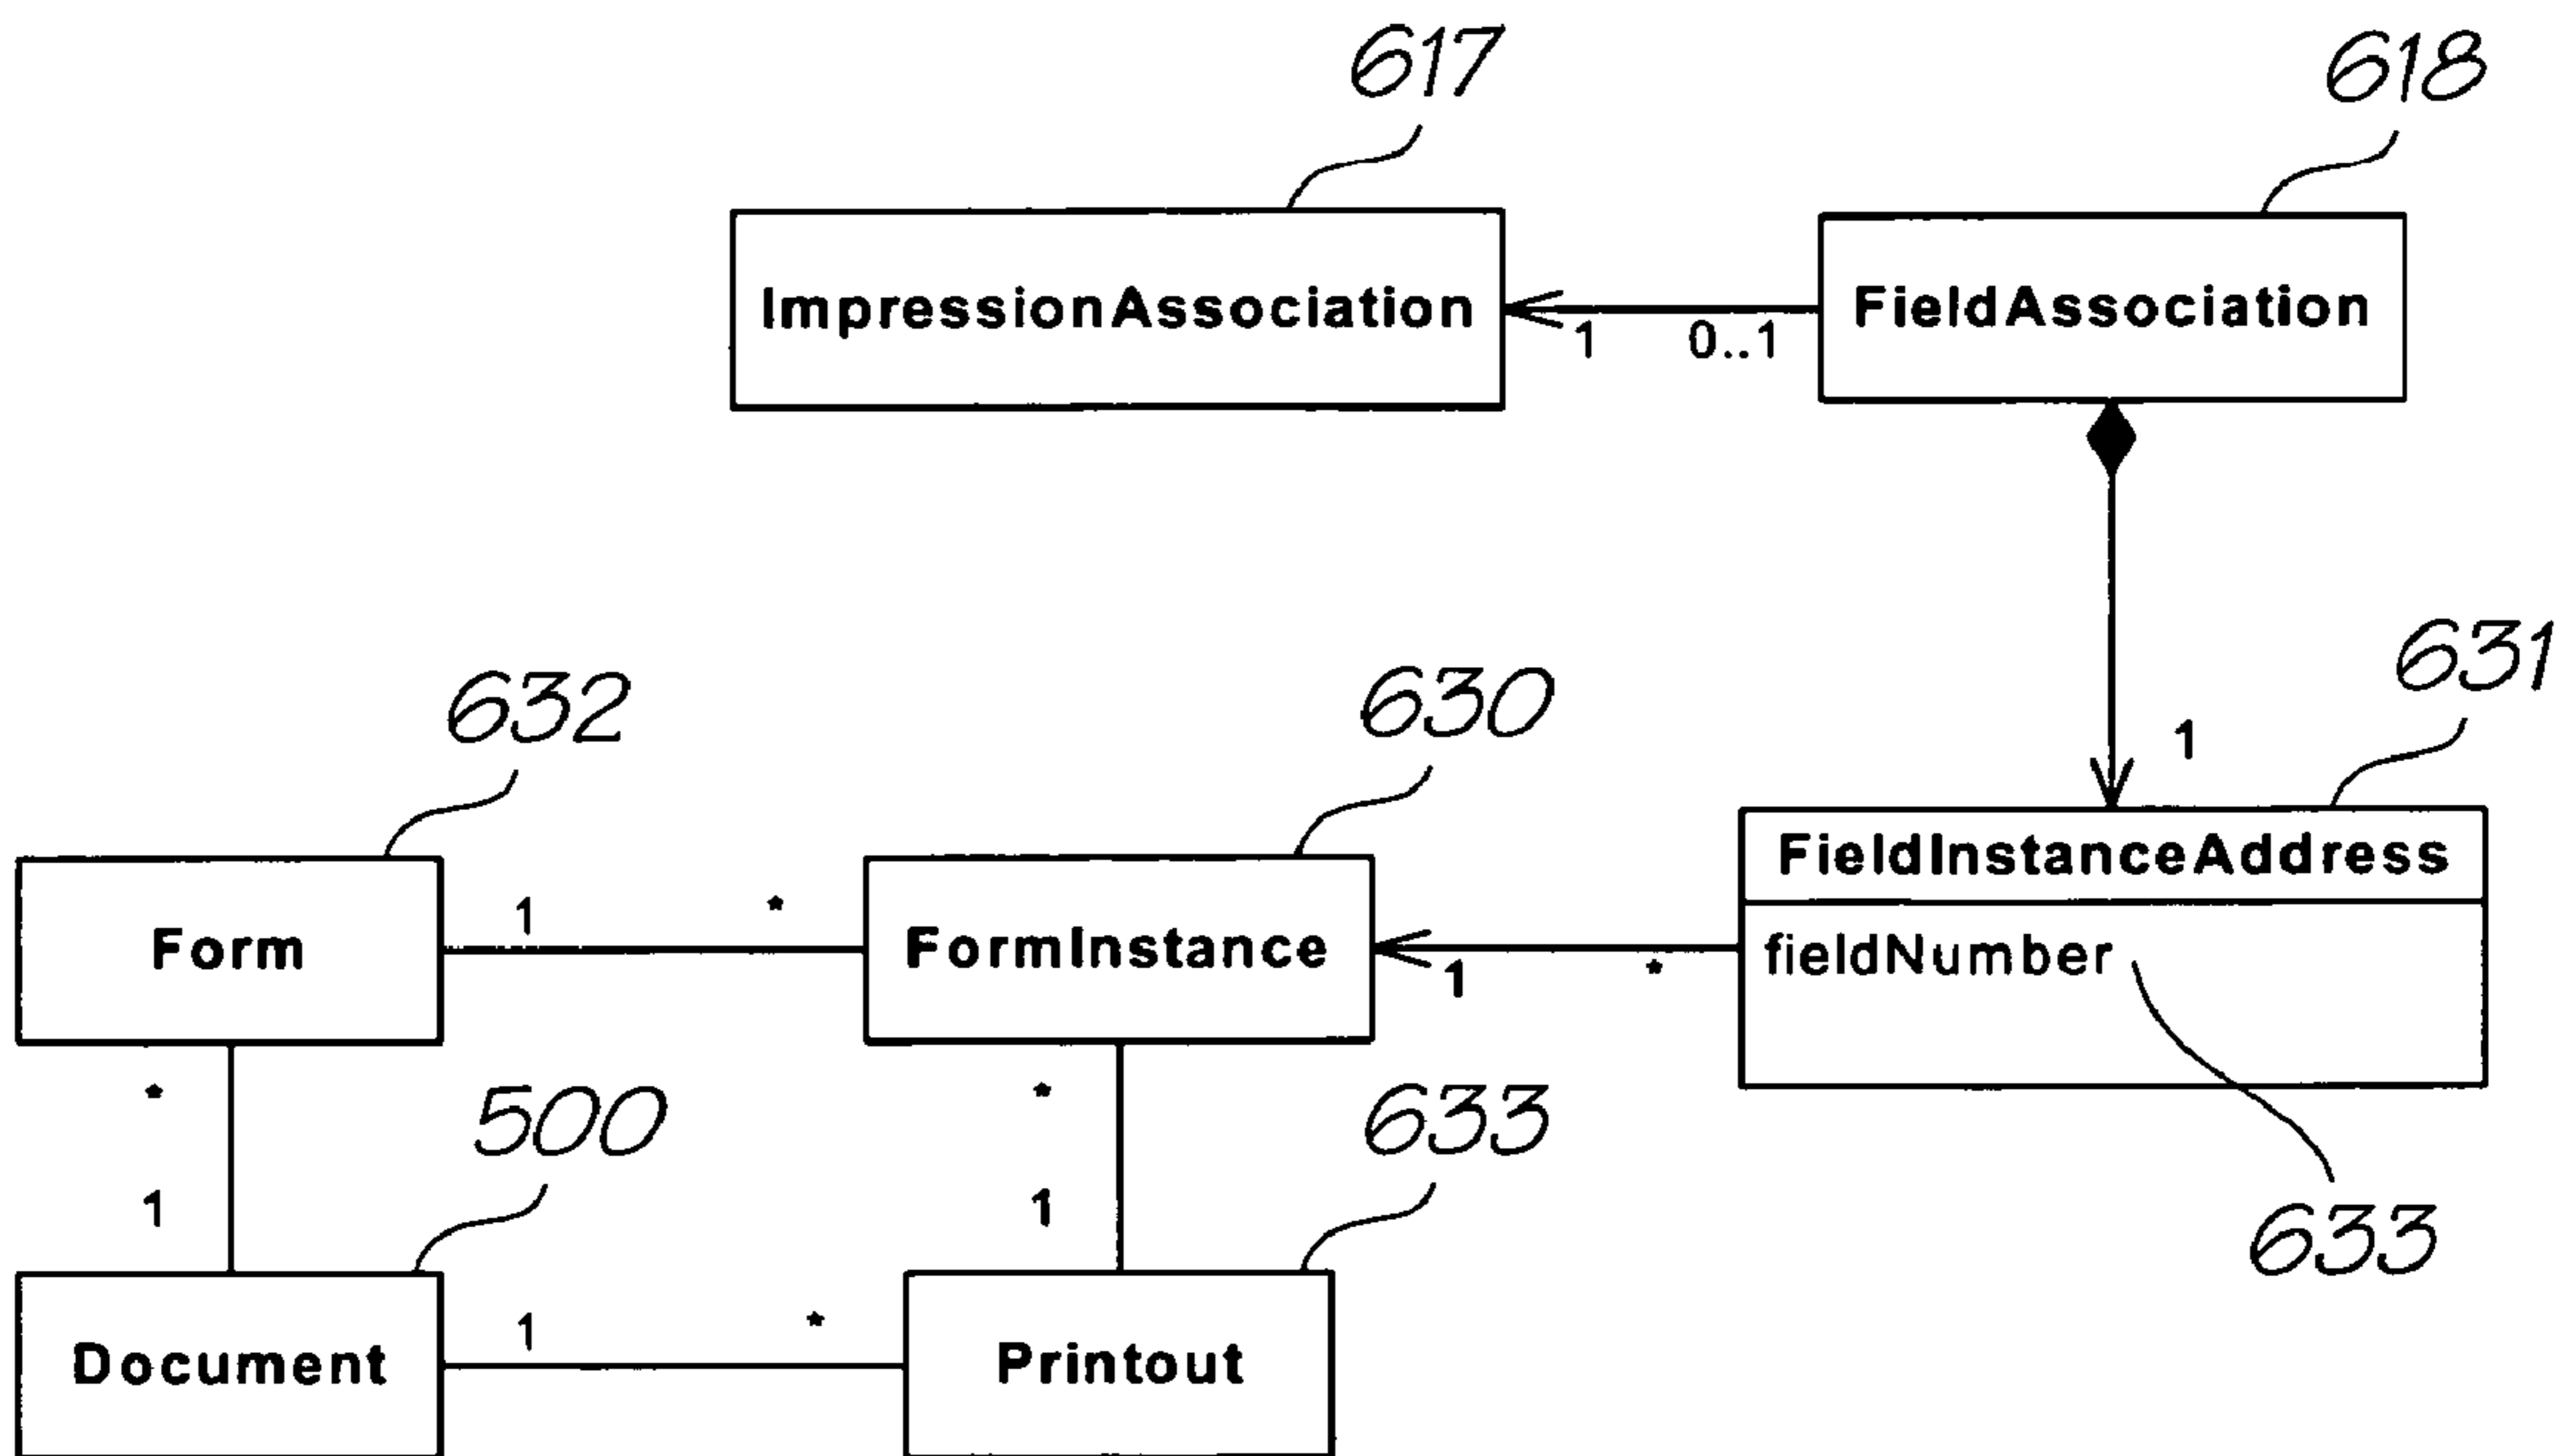 617
618
ImpressionAssociation
1
0..1
FieldAssociation
1
632
630
631
Form
1
*
FormInstance
1
*
FieldInstanceAddress
fieldNumber
*
1
500
*
1
633
633
Document
1
*
Printout